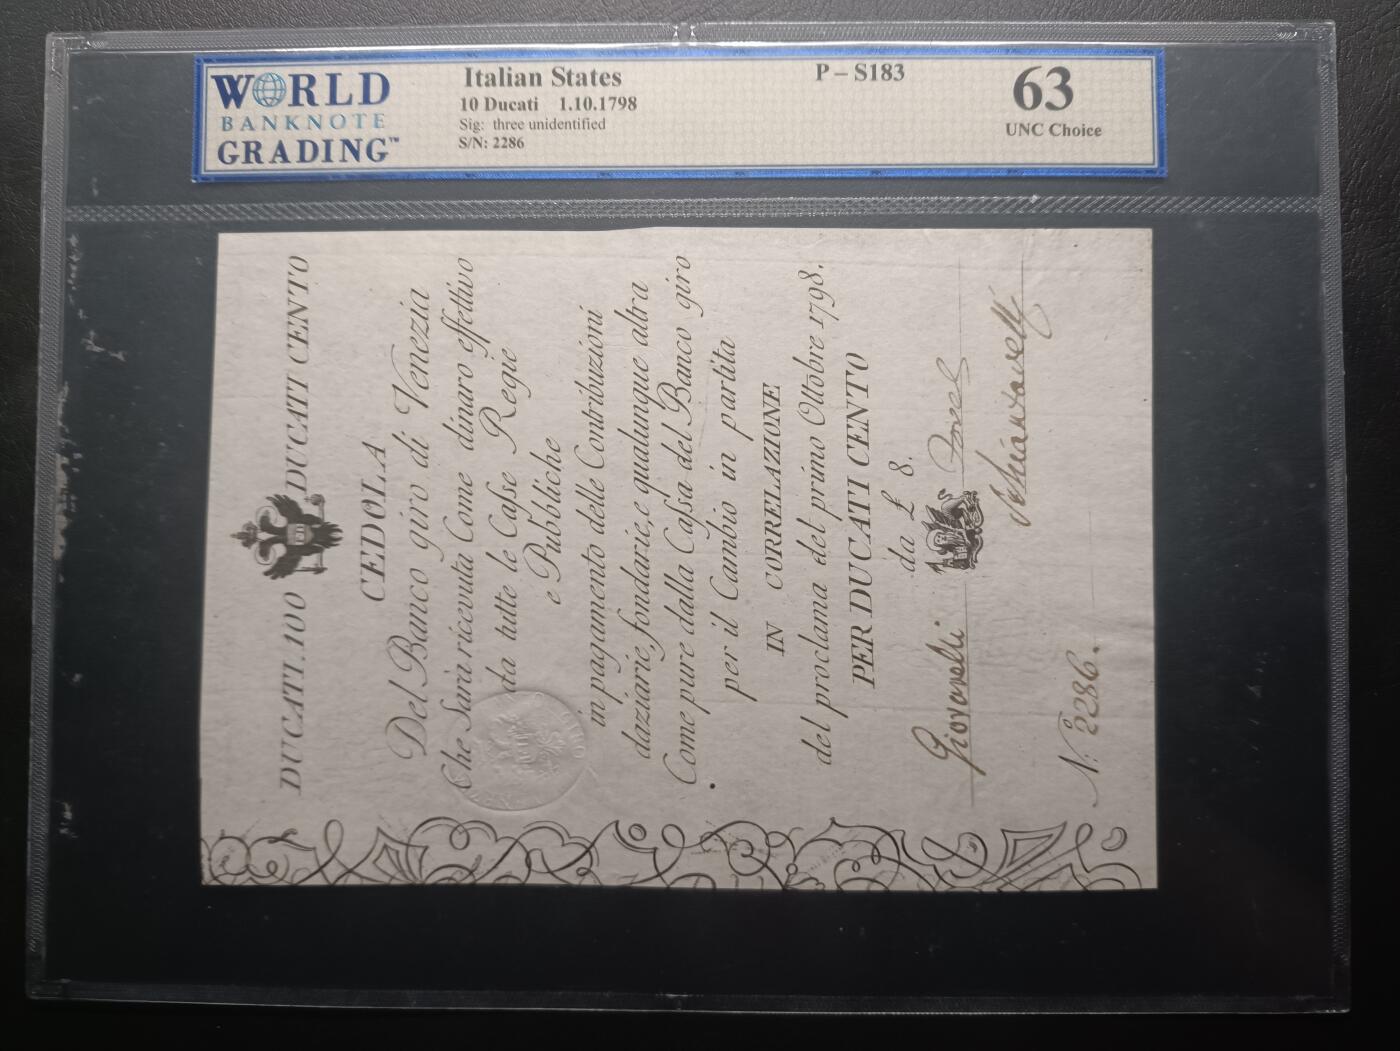 WORLD
BANKNOTE
GRADING™
Italian States
10 Ducati 1.10.1798
Sig: three unidentified
S/N: 2286
P – S183
63
UNC Choice
DUCATI.100 DUCATI CENTO
CEDOLA
Del Banco giro di Venezia
Che Sarà ricevuta Come dinaro effettivo
da tutte le Casse Regie
e Pubbliche
in pagamento delle Contribuzioni
daziarie, fondarie, e qualunque altra
Come pure dalla Cassa del Banco giro
per il Cambio in partita
IN CORRELAZIONE
del proclama del primo Ottobre 1798.
PER DUCATI CENTO
da £ 8.
Giovanelli
N.º 2286.